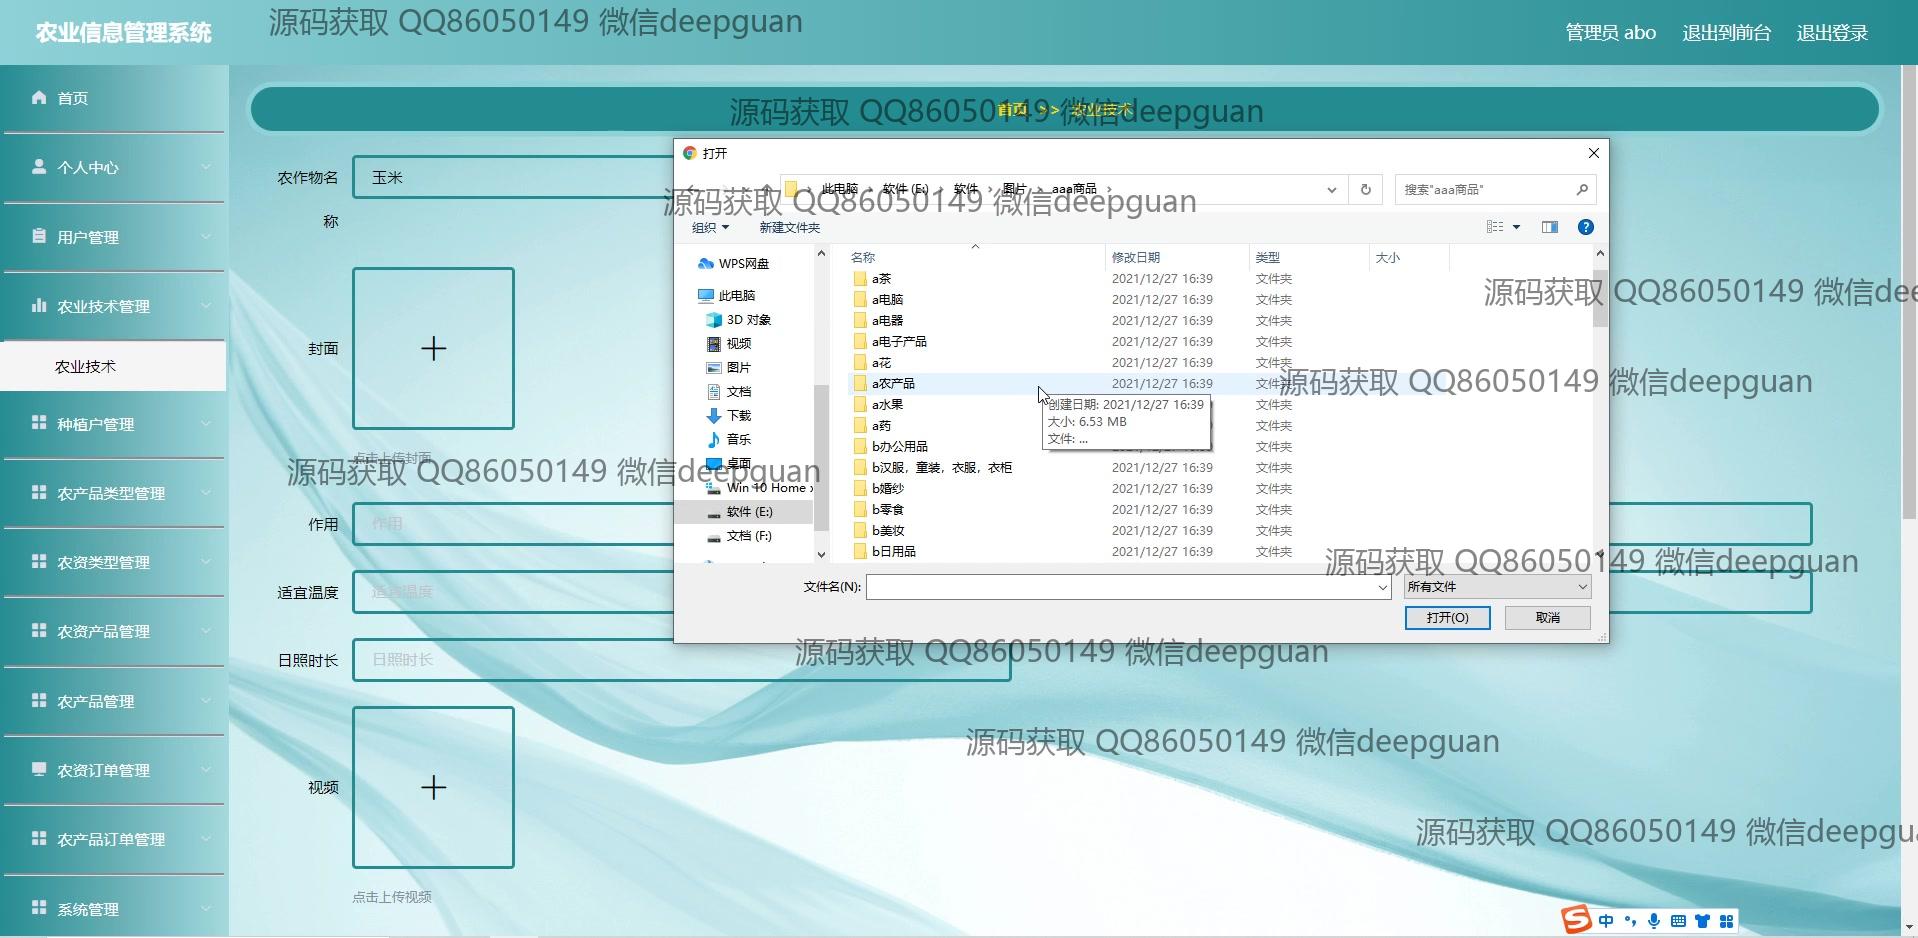 农业信息管理系统
源码获取 QQ86050149 微信deepguan
管理员 abo
退出到前台
退出登录
首页
个人中心
用户管理
农业技术管理
农业技术
种植户管理
农产品类型管理
农资类型管理
农资产品管理
农产品管理
农资订单管理
农产品订单管理
系统管理
源码获取 QQ86050149 微信deepguan
首页 >> 农业技术
农作物名称
玉米
封面
点击上传封面
作用
作用
适宜温度
适宜温度
日照时长
日照时长
视频
点击上传视频
打开
此电脑 › 软件 (E:) › 软件 › 图片 › aaa商品 ›
搜索"aaa商品"
源码获取 QQ86050149 微信deepguan
组织
新建文件夹
WPS网盘
此电脑
3D 对象
视频
图片
文档
下载
音乐
桌面
Win 10 Home
软件 (E:)
文档 (F:)
名称 修改日期 类型 大小
a茶 2021/12/27 16:39 文件夹
a电脑 2021/12/27 16:39 文件夹
a电器 2021/12/27 16:39 文件夹
a电子产品 2021/12/27 16:39 文件夹
a花 2021/12/27 16:39 文件夹
a农产品 2021/12/27 16:39 文件夹
a水果 文件夹
a药 文件夹
b办公用品 文件夹
b汉服，童装，衣服，衣柜 2021/12/27 16:39 文件夹
b婚纱 2021/12/27 16:39 文件夹
b零食 2021/12/27 16:39 文件夹
b美妆 2021/12/27 16:39 文件夹
b日用品 2021/12/27 16:39 文件夹
创建日期: 2021/12/27 16:39
大小: 6.53 MB
文件: ...
文件名(N):
所有文件
打开(O)
取消
源码获取 QQ86050149 微信dee
源码获取 QQ86050149 微信deepguan
源码获取 QQ86050149 微信deepguan
源码获取 QQ86050149 微信deepguan
源码获取 QQ86050149 微信deepguan
源码获取 QQ86050149 微信deepguan
源码获取 QQ86050149 微信deepgu
中